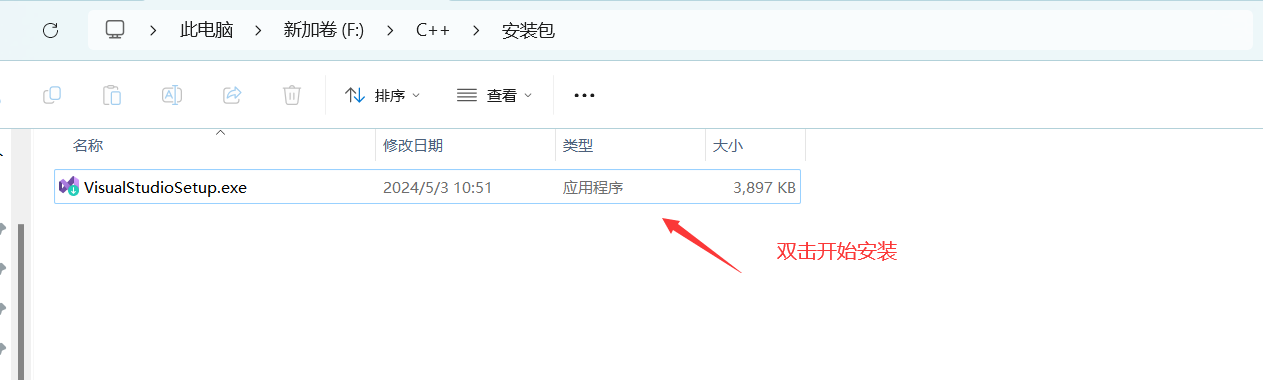 此电脑 > 新加卷 (F:) > C++ > 安装包
排序 查看
名称 修改日期 类型 大小
VisualStudioSetup.exe 2024/5/3 10:51 应用程序 3,897 KB
双击开始安装